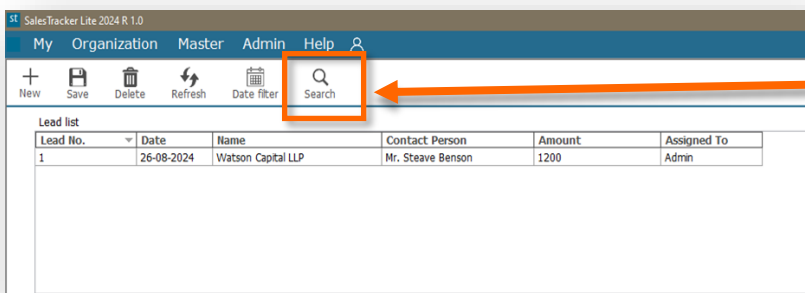 st SalesTracker Lite 2024 R 1.0
My Organization Master Admin Help
New Save Delete Refresh Date filter Search
Lead list
Lead No. Date Name Contact Person Amount Assigned To
1 26-08-2024 Watson Capital LLP Mr. Steave Benson 1200 Admin